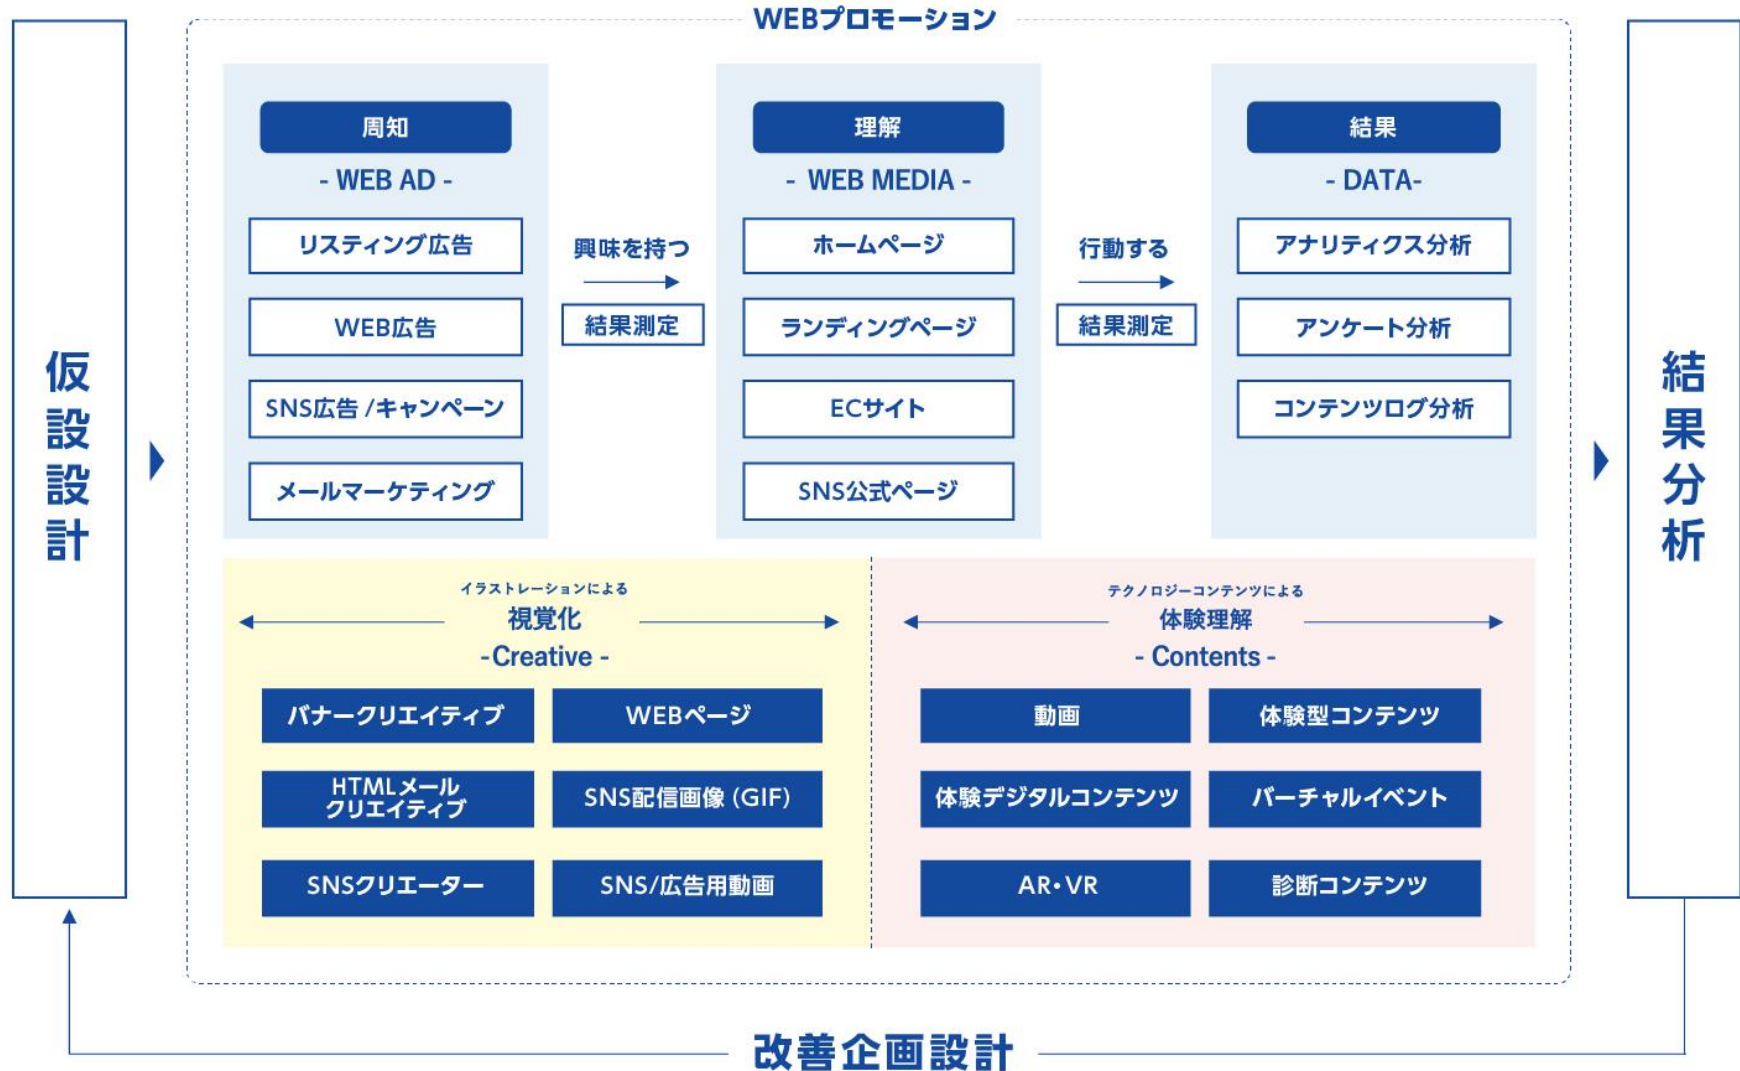 WEBプロモーション
仮設設計
周知
- WEB AD -
リスティング広告
WEB広告
SNS広告 /キャンペーン
メールマーケティング
興味を持つ
結果測定
理解
- WEB MEDIA -
ホームページ
ランディングページ
ECサイト
SNS公式ページ
行動する
結果測定
結果
- DATA-
アナリティクス分析
アンケート分析
コンテンツログ分析
イラストレーションによる
視覚化
-Creative -
バナークリエイティブ
WEBページ
HTMLメール
クリエイティブ
SNS配信画像 (GIF)
SNSクリエーター
SNS/広告用動画
テクノロジーコンテンツによる
体験理解
- Contents -
動画
体験型コンテンツ
体験デジタルコンテンツ
バーチャルイベント
AR・VR
診断コンテンツ
結果分析
改善企画設計